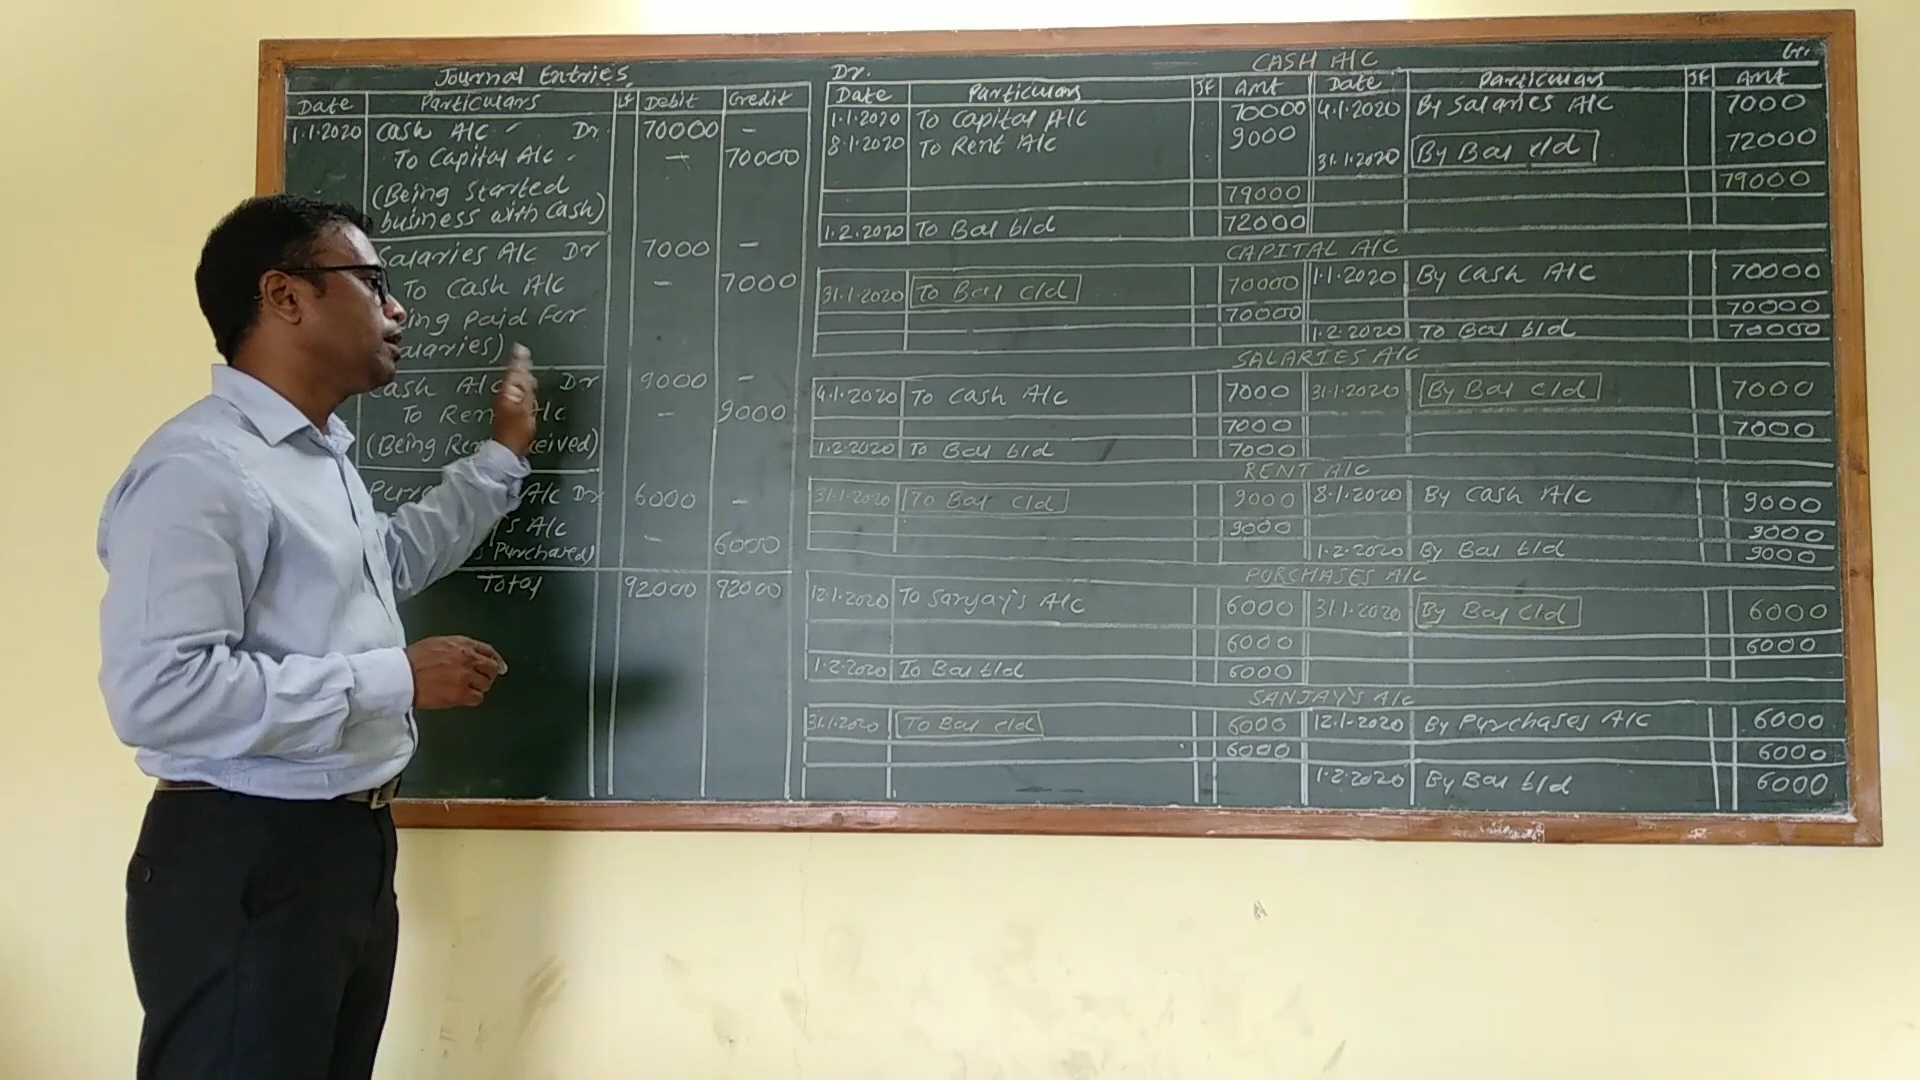 Journal Entries
Date Particulars LF Debit Credit
1.1.2020 Cash A/c Dr. 70000 -
To Capital A/c - 70000
(Being Started
business with Cash)
Salaries A/c Dr 7000 -
To Cash A/c - 7000
Paid For
Cash A/c Dr 9000 -
To A/c - 9000
(Being
A/c Dr 6000 -
A/c
- 6000
Total 92000 92000
Dr. CASH A/C
Date Particulars JF Amt Date Particulars JF Amt
1.1.2020 To Capital A/c 70000 4.1.2020 By Salaries A/c 7000
8.1.2020 To Rent A/c 9000 31.1.2020 By Bal c/d 72000
79000 79000
1.2.2020 To Bal b/d 72000
CAPITAL A/C
31.1.2020 To Bal c/d 70000 1.1.2020 By Cash A/c 70000
70000 70000
1.2.2020 To Bal b/d 70000
SALARIES A/C
4.1.2020 To Cash A/c 7000 31.1.2020 By Bal c/d 7000
7000 7000
1.2.2020 To Bal b/d 7000
RENT A/C
31.1.2020 To Bal c/d 9000 8.1.2020 By Cash A/c 9000
9000 9000
1.2.2020 By Bal b/d 9000
PURCHASES A/C
12.1.2020 To Sanjay's A/c 6000 31.1.2020 By Bal c/d 6000
6000 6000
1.2.2020 To Bal b/d 6000
SANJAY'S A/C
31.1.2020 To Bal c/d 6000 12.1.2020 By Purchases A/c 6000
6000 6000
1.2.2020 By Bal b/d 6000